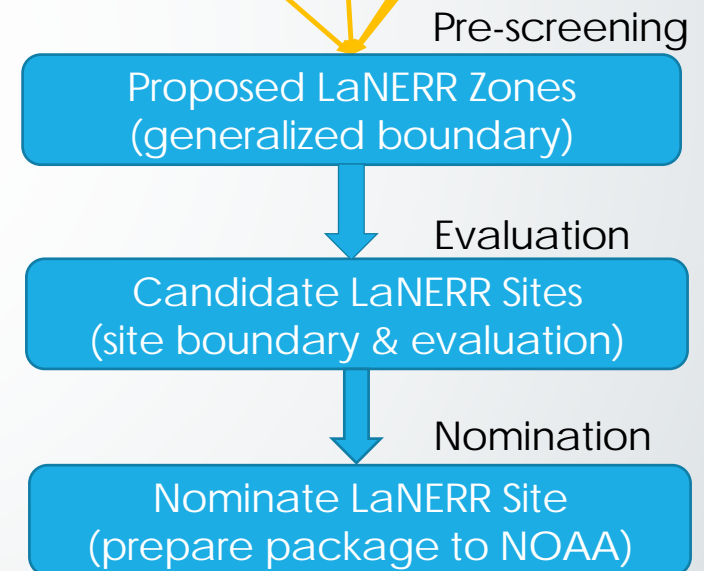 Pre-screening
Proposed LaNERR Zones
(generalized boundary)
Evaluation
Candidate LaNERR Sites
(site boundary & evaluation)
Nomination
Nominate LaNERR Site
(prepare package to NOAA)